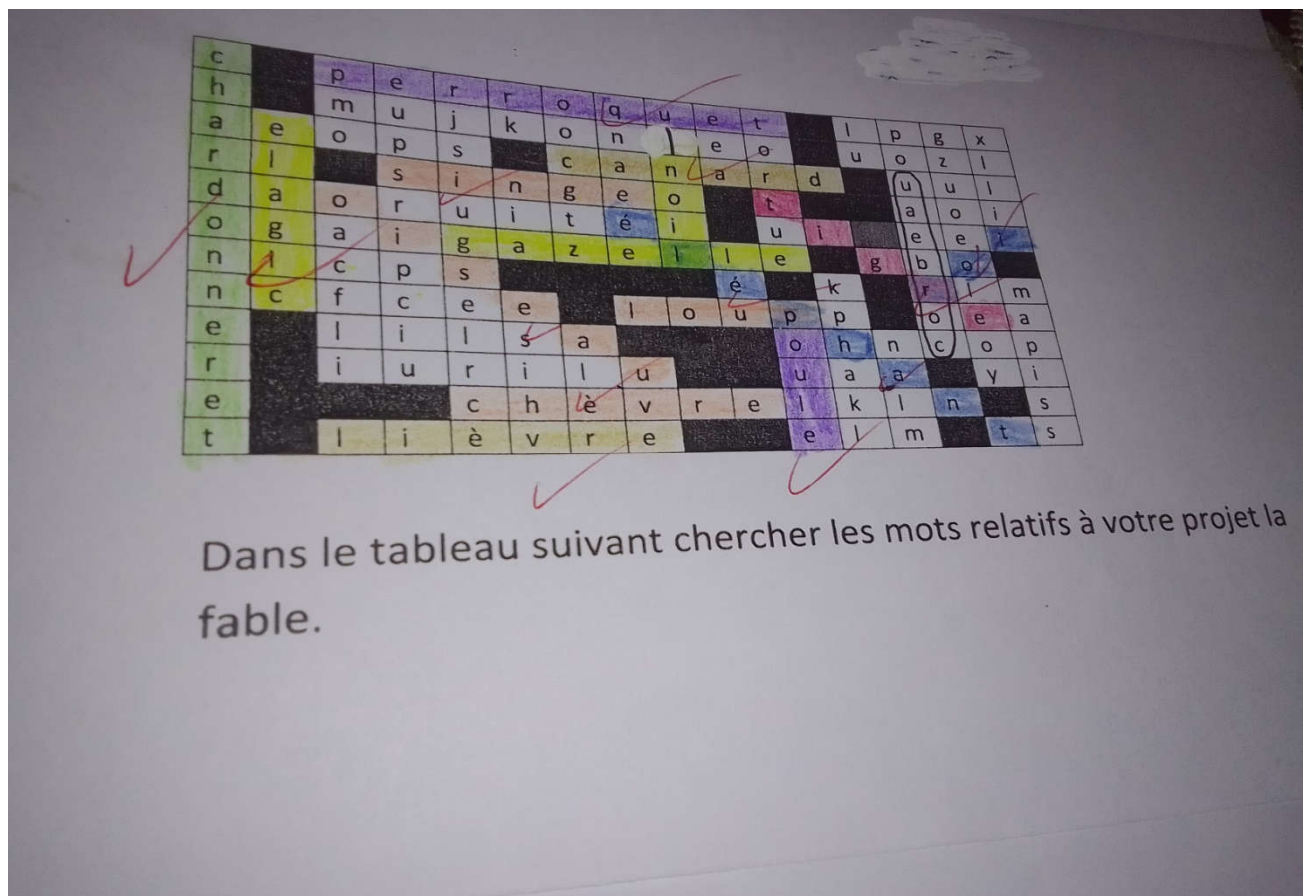 c p e r r o q u e t l p g x
h m u j k o n l e o u o z l
a e o p s c a n a r d u u l
r l s i n g e o t a o i
d a o r u i t é i u i e e i
o g a i g a z e l l e g b o
n i c p s é k r l m
n c f c e e l o u p p o e a
e l i l s a o h n c o p
r i u r i l u u a a y i
e c h è v r e l k l n s
t l i è v r e e l m t s
Dans le tableau suivant chercher les mots relatifs à votre projet la
fable.